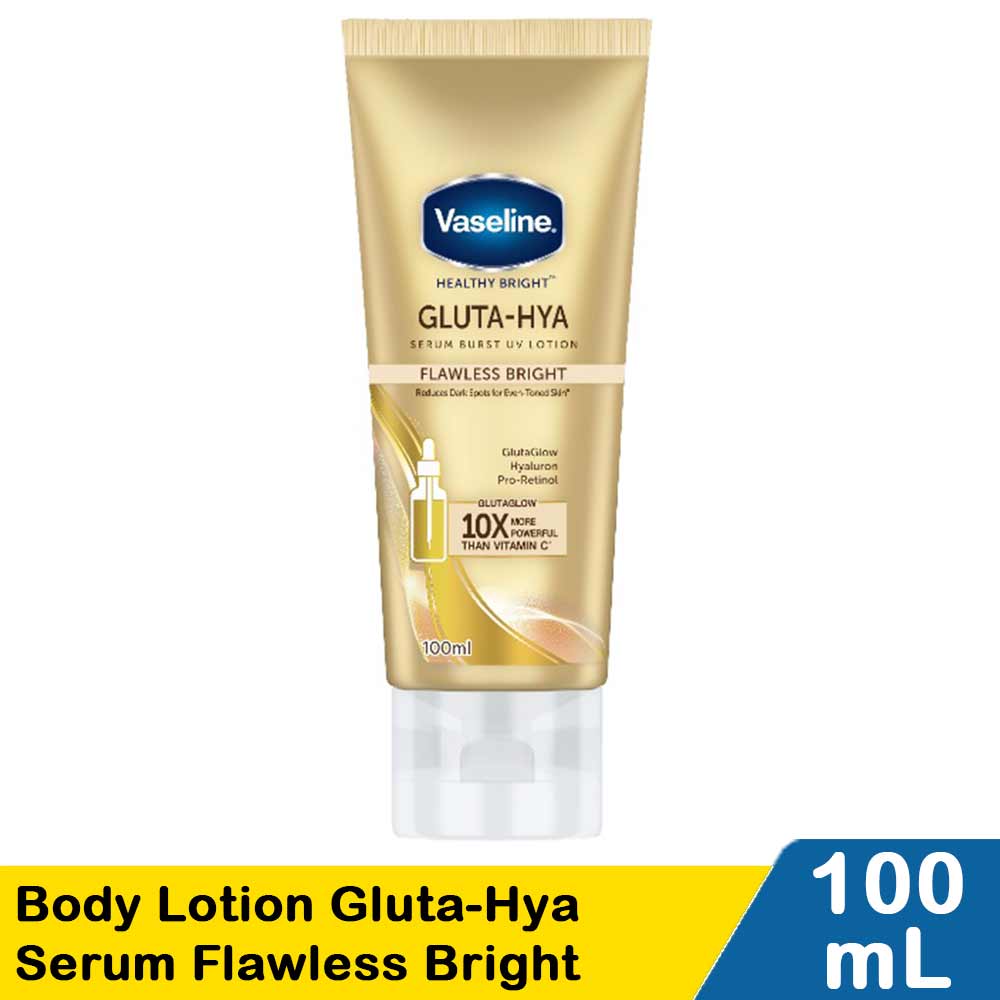 Vaseline.
HEALTHY BRIGHT™
GLUTA-HYA
SERUM BURST UV LOTION
FLAWLESS BRIGHT
Reduces Dark Spots for Even-Toned Skin*
GlutaGlow
Hyaluron
Pro-Retinol
GLUTAGLOW
10X MORE POWERFUL
THAN VITAMIN C*
100ml
Body Lotion Gluta-Hya
Serum Flawless Bright
100
mL